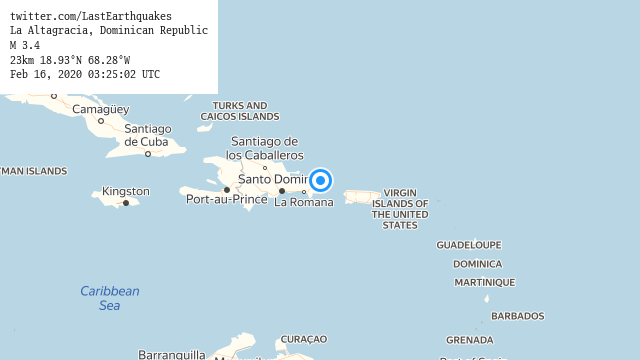 twitter.com/LastEarthquakes
La Altagracia, Dominican Republic
M 3.4
23km 18.93°N 68.28°W
Feb 16, 2020 03:25:02 UTC
Camagüey
TURKS AND
CAICOS ISLANDS
Santiago
de Cuba
Santiago de
los Caballeros
YMAN ISLANDS
Santo Domin
Kingston
Port-au-Prince
La Romana
VIRGIN
ISLANDS OF
THE UNITED
STATES
GUADELOUPE
DOMINICA
MARTINIQUE
Caribbean
Sea
BARBADOS
CURAÇAO
GRENADA
Barranquilla